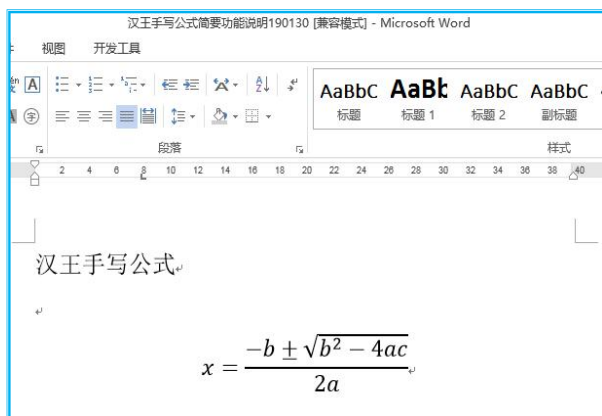 汉王手写公式简要功能说明190130 [兼容模式] - Microsoft Word
视图 开发工具
AaBbC AaBb AaBbC AaBbC
标题 标题 1 标题 2 副标题
段落 样式
2 4 6 8 10 12 14 16 18 20 22 24 26 28 30 32 34 36 38 40
汉王手写公式
x = \frac{-b ± \sqrt{b² − 4ac}}{2a}